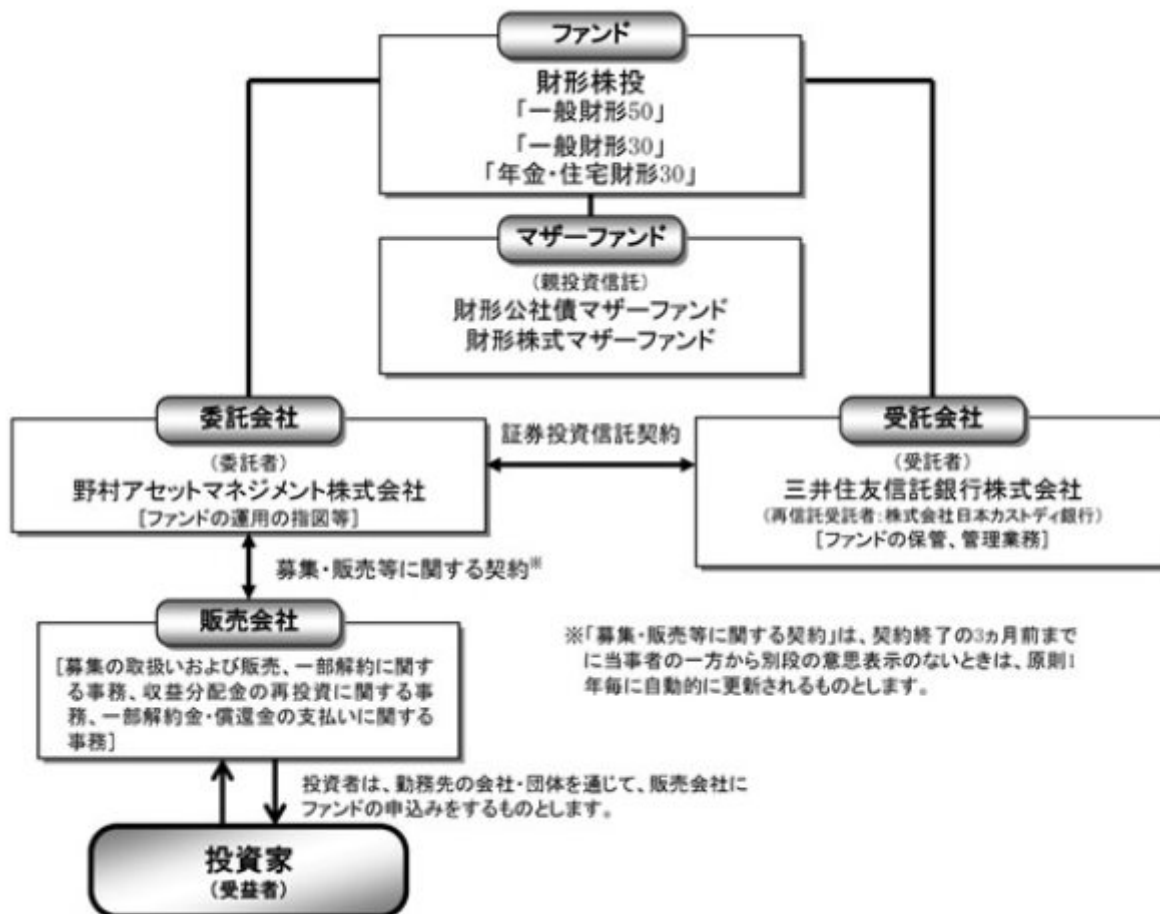 ファンド
財形株投
「一般財形50」
「一般財形30」
「年金・住宅財形30」
マザーファンド
(親投資信託)
財形公社債マザーファンド
財形株式マザーファンド
委託会社
(委託者)
野村アセットマネジメント株式会社
[ファンドの運用の指図等]
証券投資信託契約
受託会社
(受託者)
三井住友信託銀行株式会社
(再信託受託者:株式会社日本カストディ銀行)
[ファンドの保管、管理業務]
募集・販売等に関する契約※
販売会社
[募集の取扱いおよび販売、一部解約に関す
る事務、収益分配金の再投資に関する事
務、一部解約金・償還金の支払いに関する
事務]
※「募集・販売等に関する契約」は、契約終了の3ヵ月前まで
に当事者の一方から別段の意思表示のないときは、原則1
年毎に自動的に更新されるものとします。
投資者は、勤務先の会社・団体を通じて、販売会社に
ファンドの申込みをするものとします。
投資家
(受益者)